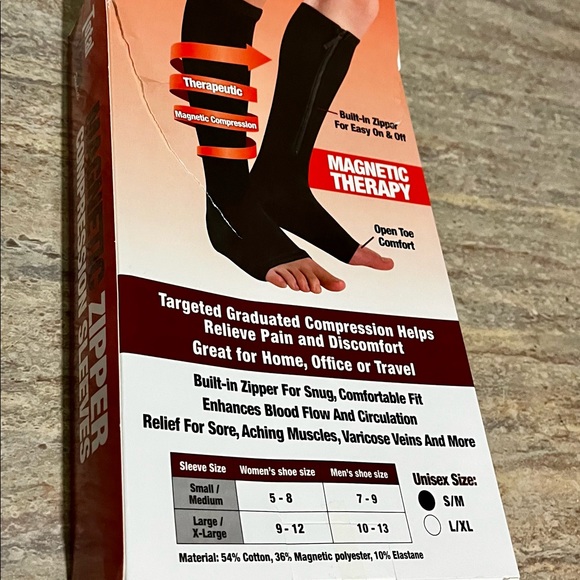 Therapeutic
Magnetic Compression
Built-In Zipper
For Easy On & Off
MAGNETIC
THERAPY
Open Toe
Comfort
Targeted Graduated Compression Helps
Relieve Pain and Discomfort
Great for Home, Office or Travel
Built-in Zipper For Snug, Comfortable Fit
Enhances Blood Flow And Circulation
Relief For Sore, Aching Muscles, Varicose Veins And More
Sleeve Size Women's shoe size Men's shoe size
Small / Medium 5 - 8 7 - 9
Large / X-Large 9 - 12 10 - 13
Unisex Size:
S/M
L/XL
Material: 54% Cotton, 36% Magnetic polyester, 10% Elastane
ZIPPER
COMPRESSION SLEEVES